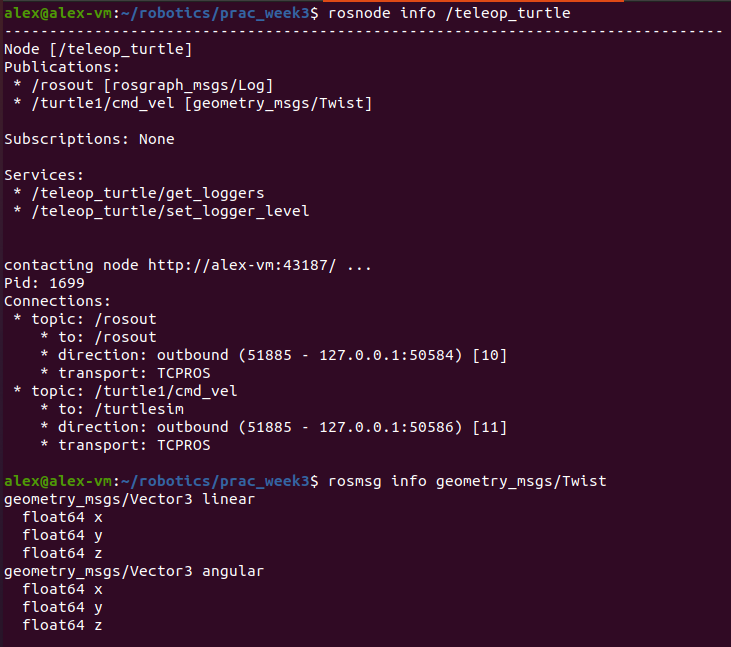 alex@alex-vm:~/robotics/prac_week3$ rosnode info /teleop_turtle
--------------------------------------------------------------------------------
Node [/teleop_turtle]
Publications:
 * /rosout [rosgraph_msgs/Log]
 * /turtle1/cmd_vel [geometry_msgs/Twist]

Subscriptions: None

Services:
 * /teleop_turtle/get_loggers
 * /teleop_turtle/set_logger_level


contacting node http://alex-vm:43187/ ...
Pid: 1699
Connections:
 * topic: /rosout
    * to: /rosout
    * direction: outbound (51885 - 127.0.0.1:50584) [10]
    * transport: TCPROS
 * topic: /turtle1/cmd_vel
    * to: /turtlesim
    * direction: outbound (51885 - 127.0.0.1:50586) [11]
    * transport: TCPROS

alex@alex-vm:~/robotics/prac_week3$ rosmsg info geometry_msgs/Twist
geometry_msgs/Vector3 linear
  float64 x
  float64 y
  float64 z
geometry_msgs/Vector3 angular
  float64 x
  float64 y
  float64 z